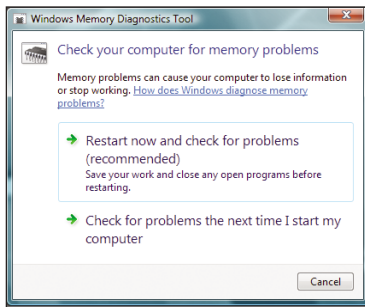 Windows Memory Diagnostics Tool
Check your computer for memory problems
Memory problems can cause your computer to lose information
or stop working. How does Windows diagnose memory
problems?
Restart now and check for problems
(recommended)
Save your work and close any open programs before
restarting.
Check for problems the next time I start my
computer
Cancel